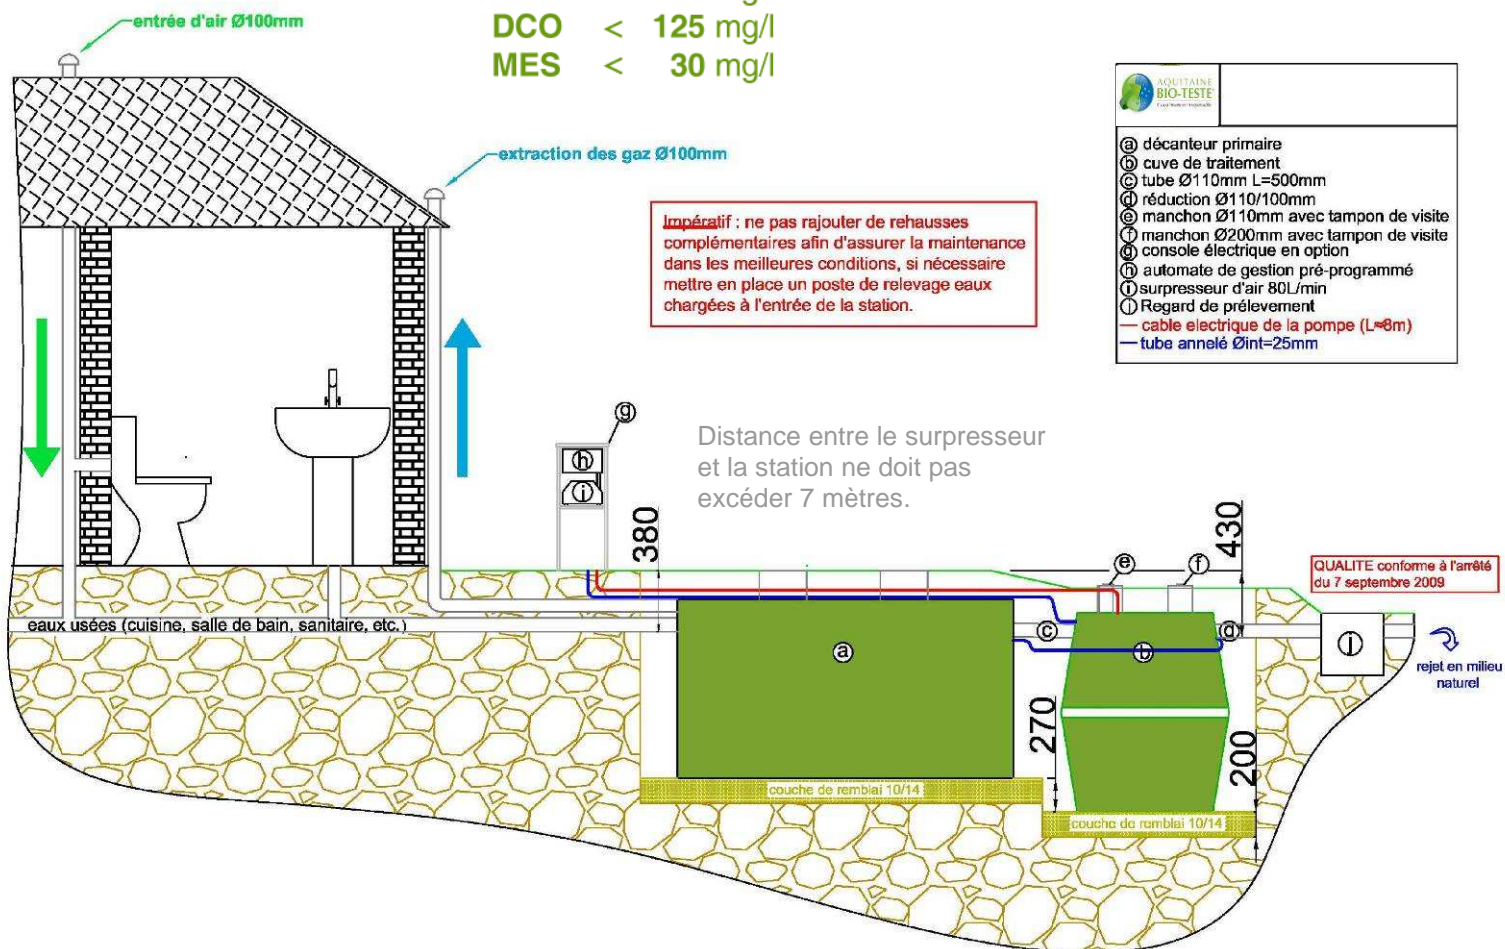 entrée d'air Ø100mm
DCO < 125 mg/l
MES < 30 mg/l
extraction des gaz Ø100mm
Impératif : ne pas rajouter de rehausses
complémentaires afin d'assurer la maintenance
dans les meilleures conditions, si nécessaire
mettre en place un poste de relevage eaux
chargées à l'entrée de la station.
AQUITAINE
BIO-TESTE
a décanteur primaire
b cuve de traitement
c tube Ø110mm L=500mm
d réduction Ø110/100mm
e manchon Ø110mm avec tampon de visite
f manchon Ø200mm avec tampon de visite
g console électrique en option
h automate de gestion pré-programmé
i surpresseur d'air 80L/min
j Regard de prélevement
cable electrique de la pompe (L≈8m)
tube annelé Øint=25mm
g
h
i
Distance entre le surpresseur
et la station ne doit pas
excéder 7 mètres.
380
430
e
f
QUALITE conforme à l'arrêté
du 7 septembre 2009
eaux usées (cuisine, salle de bain, sanitaire, etc.)
a
c
b
d
j
rejet en milieu
naturel
270
200
couche de remblai 10/14
couche de remblai 10/14